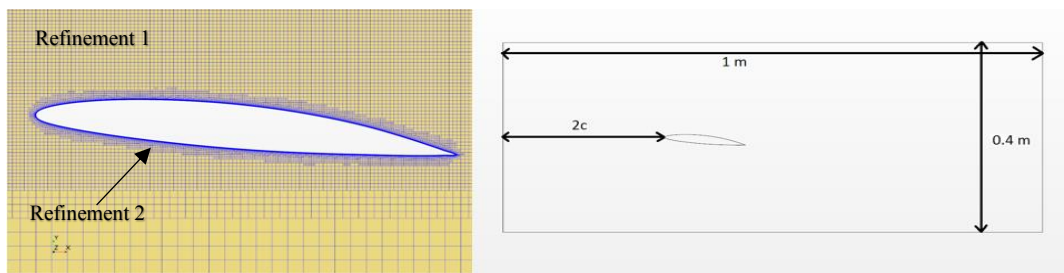 Refinement 1
Refinement 2
Y
Z X
1 m
2c
0.4 m